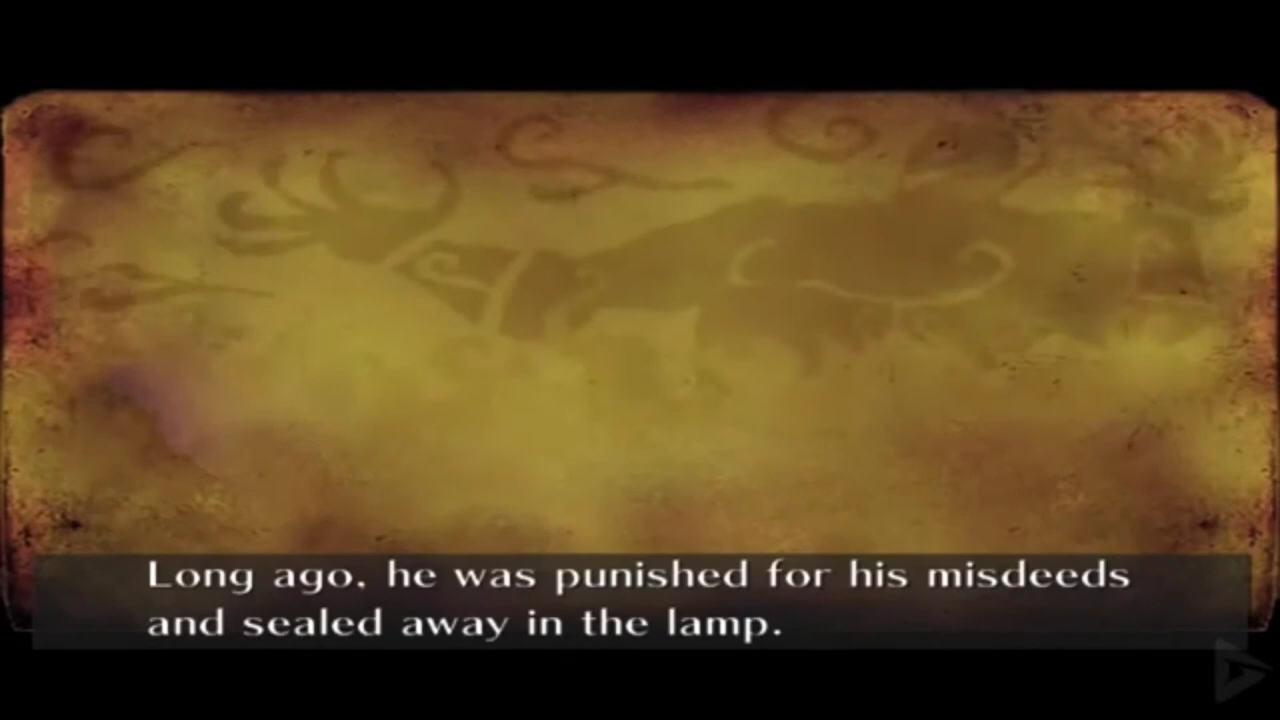 Long ago, he was punished for his misdeeds
and sealed away in the lamp.